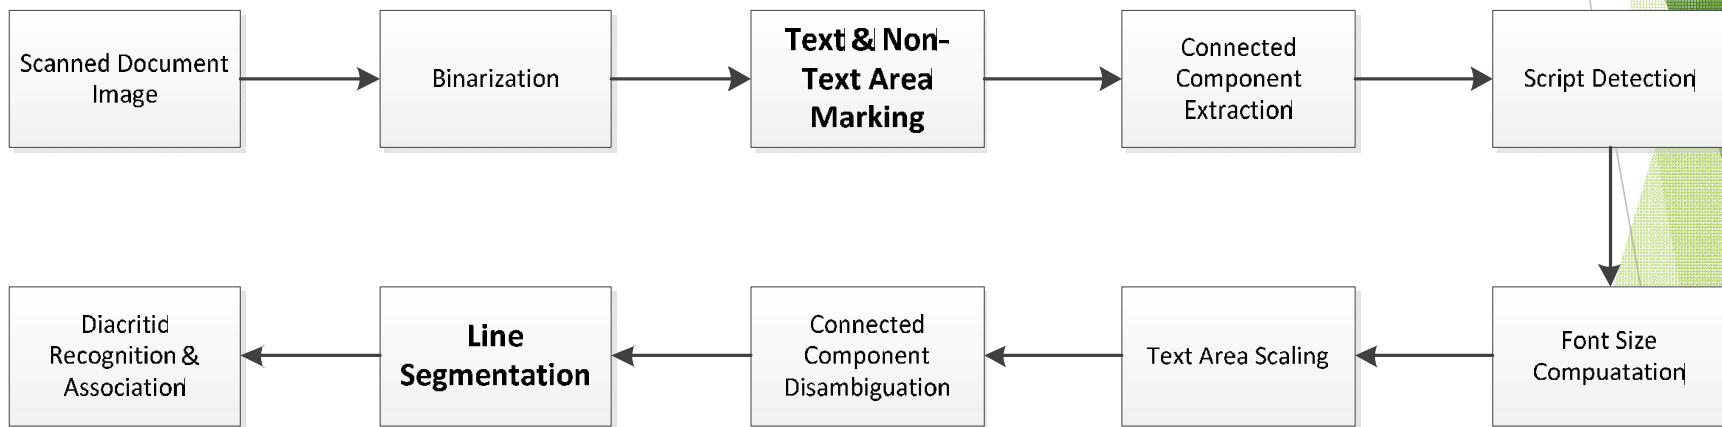 Scanned Document
Image
Binarization
Text & Non-
Text Area
Marking
Connected
Component
Extraction
Script Detection
Diacritic
Recognition &
Association
Line
Segmentation
Connected
Component
Disambiguation
Text Area Scaling
Font Size
Compuatation